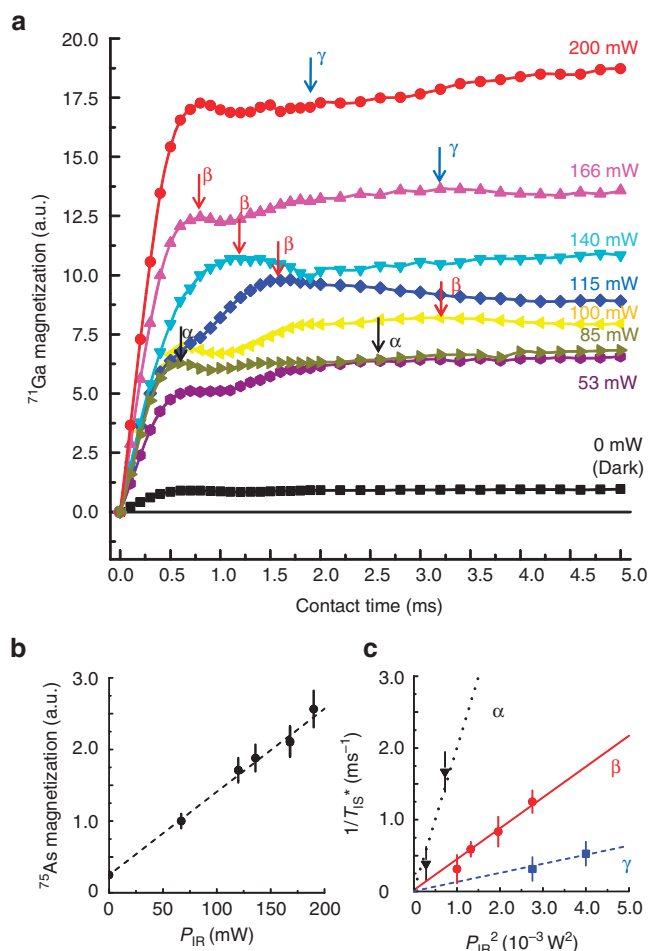 a
20.0
17.5
15.0
12.5
10.0
7.5
5.0
2.5
0.0
⁷¹Ga magnetization (a.u.)
200 mW
γ
166 mW
β
γ
β
140 mW
β
115 mW
β
100 mW
α
α
85 mW
53 mW
0 mW
(Dark)
0.0 0.5 1.0 1.5 2.0 2.5 3.0 3.5 4.0 4.5 5.0
Contact time (ms)
b
3.0
2.0
1.0
0
⁷⁵As magnetization (a.u.)
0 50 100 150 200
P_IR (mW)
c
3.0
2.0
1.0
0
1/T_IS* (ms⁻¹)
α
β
γ
0 1.0 2.0 3.0 4.0 5.0
P_IR² (10⁻³ W²)